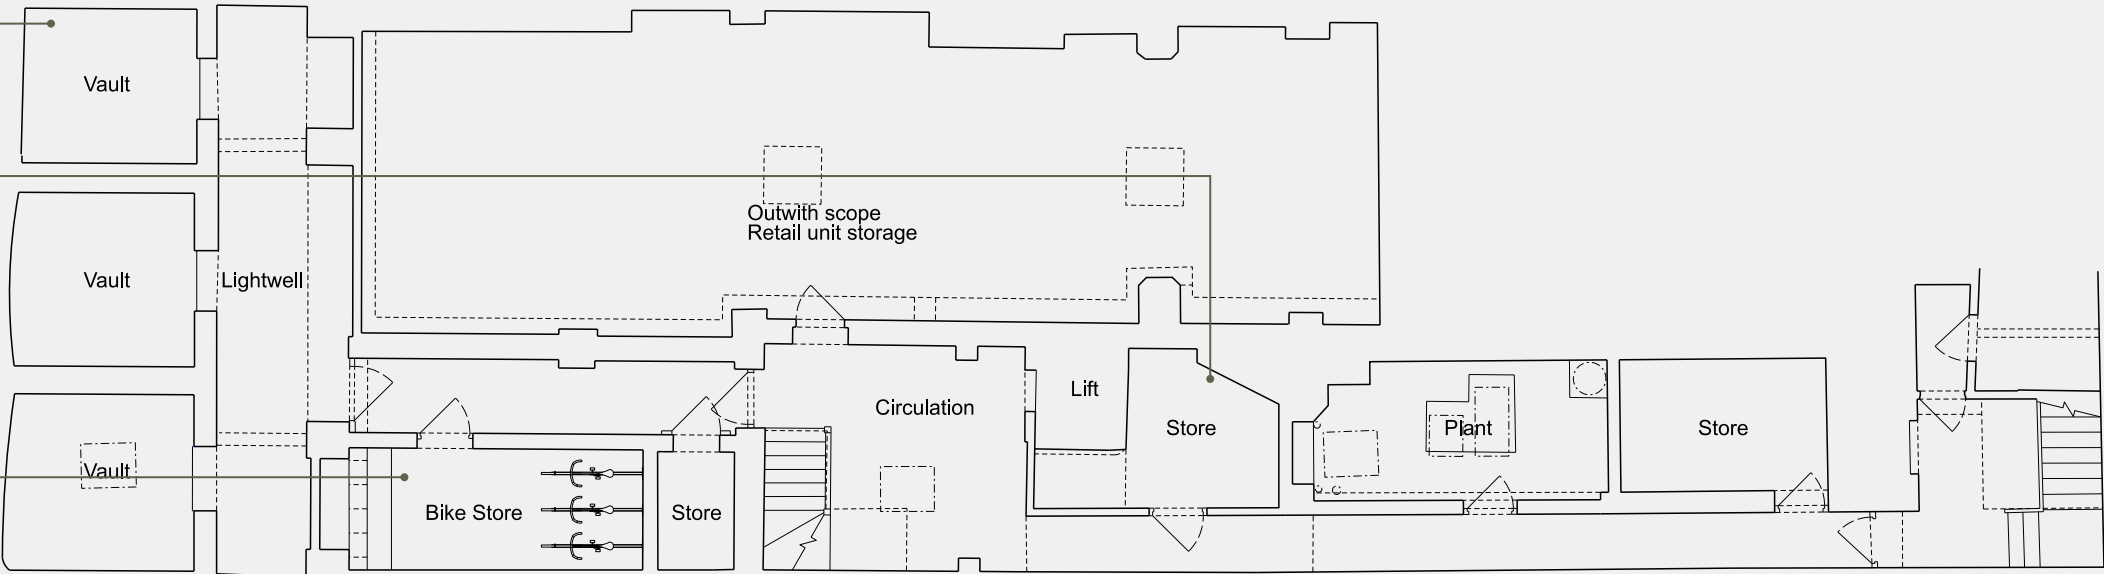 Vault
Outwith scope
Retail unit storage
Vault
Lightwell
Lift
Circulation
Store
Plant
Store
Vault
Bike Store
Store